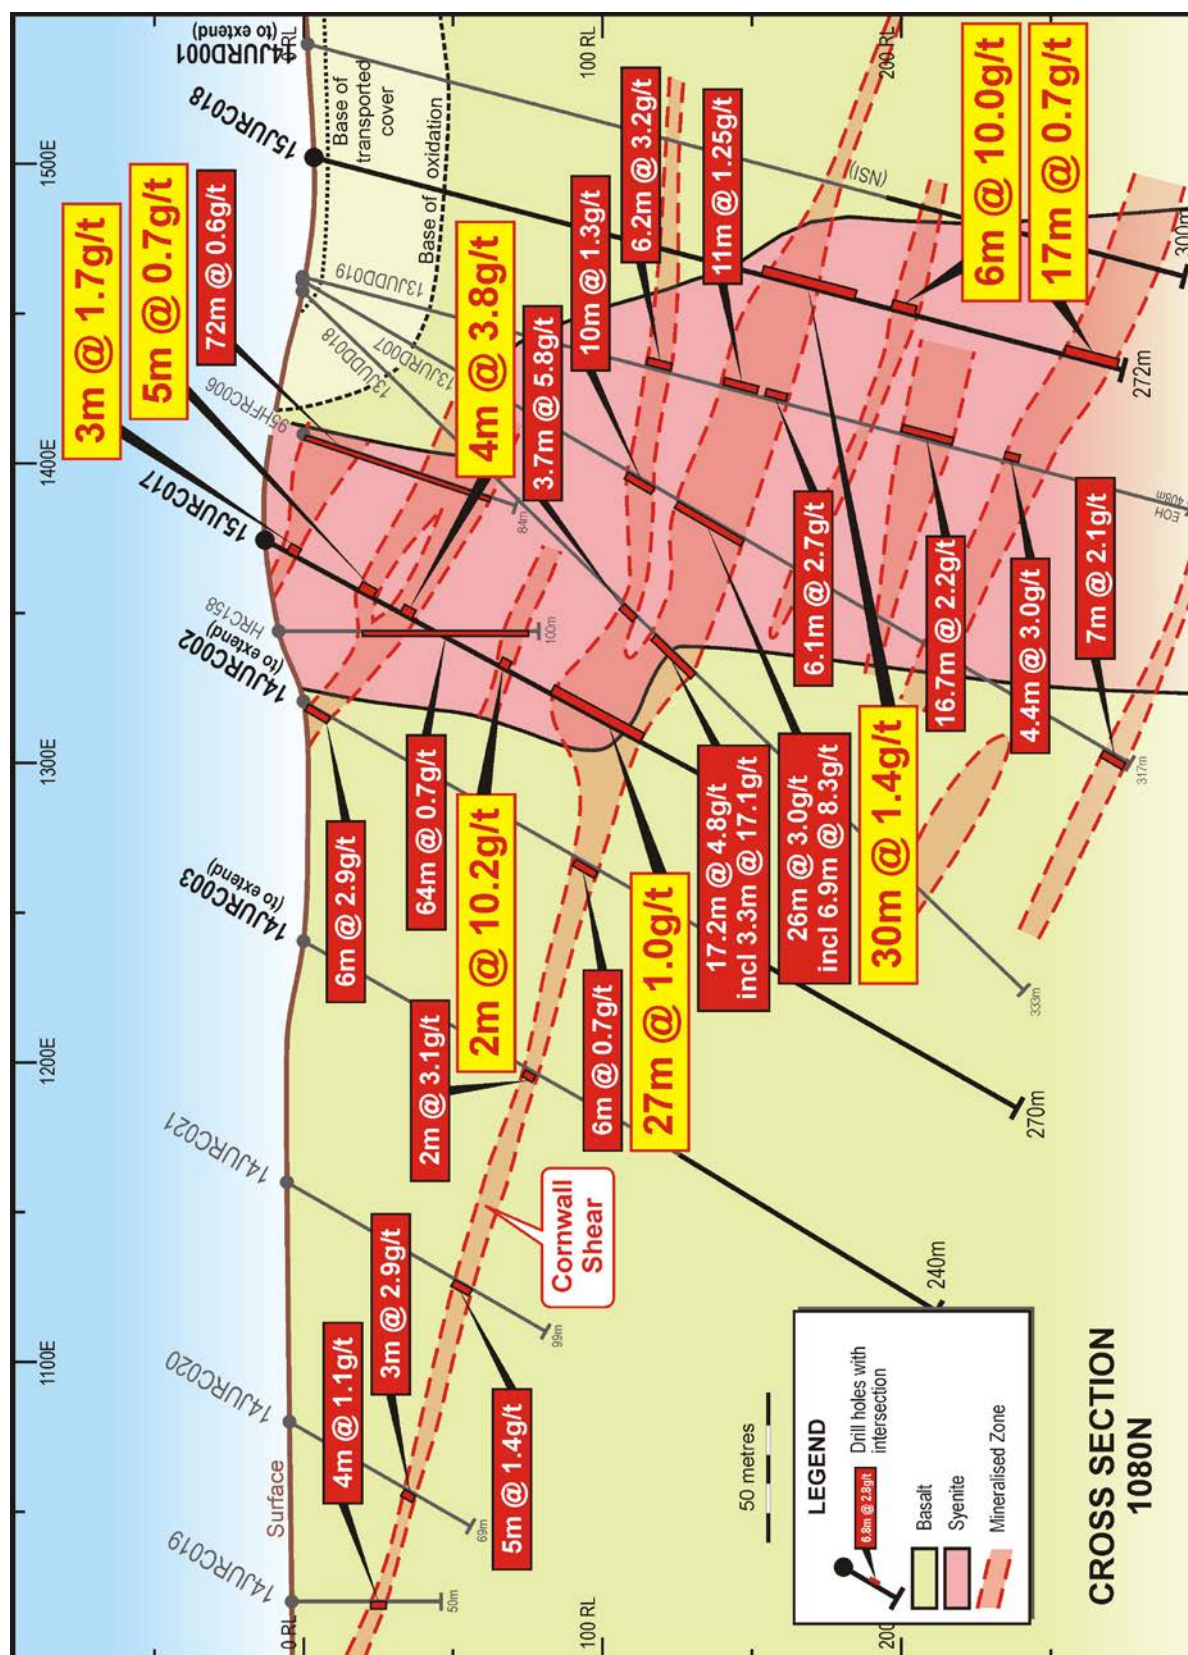 1100E
1200E
1300E
1400E
1500E
0 RL
100 RL
200
0 RL
100 RL
200 RL
Surface
14JURC019
14JURC020
14JURC021
14JURC003
(to extend)
14JURC002
(to extend)
HRC158
15JURC017
95HFRC006
13JUDD018
13JURD007
13JUDD019
15JURC018
14JURD001
(to extend)
Base of
transported
cover
Base of oxidation
3m @ 1.7g/t
5m @ 0.7g/t
72m @ 0.6g/t
4m @ 3.8g/t
3.7m @ 5.8g/t
10m @ 1.3g/t
6.2m @ 3.2g/t
11m @ 1.25g/t
6m @ 10.0g/t
17m @ 0.7g/t
4m @ 1.1g/t
3m @ 2.9g/t
5m @ 1.4g/t
2m @ 3.1g/t
6m @ 2.9g/t
64m @ 0.7g/t
2m @ 10.2g/t
6m @ 0.7g/t
27m @ 1.0g/t
17.2m @ 4.8g/t
incl 3.3m @ 17.1g/t
26m @ 3.0g/t
incl 6.9m @ 8.3g/t
30m @ 1.4g/t
6.1m @ 2.7g/t
16.7m @ 2.2g/t
4.4m @ 3.0g/t
7m @ 2.1g/t
Cornwall
Shear
(NSI)
50m
69m
99m
240m
270m
333m
317m
100m
84m
EOH
408m
272m
300m
50 metres
LEGEND
6.8m @ 2.8g/t
Drill holes with
intersection
Basalt
Syenite
Mineralised Zone
CROSS SECTION
1080N